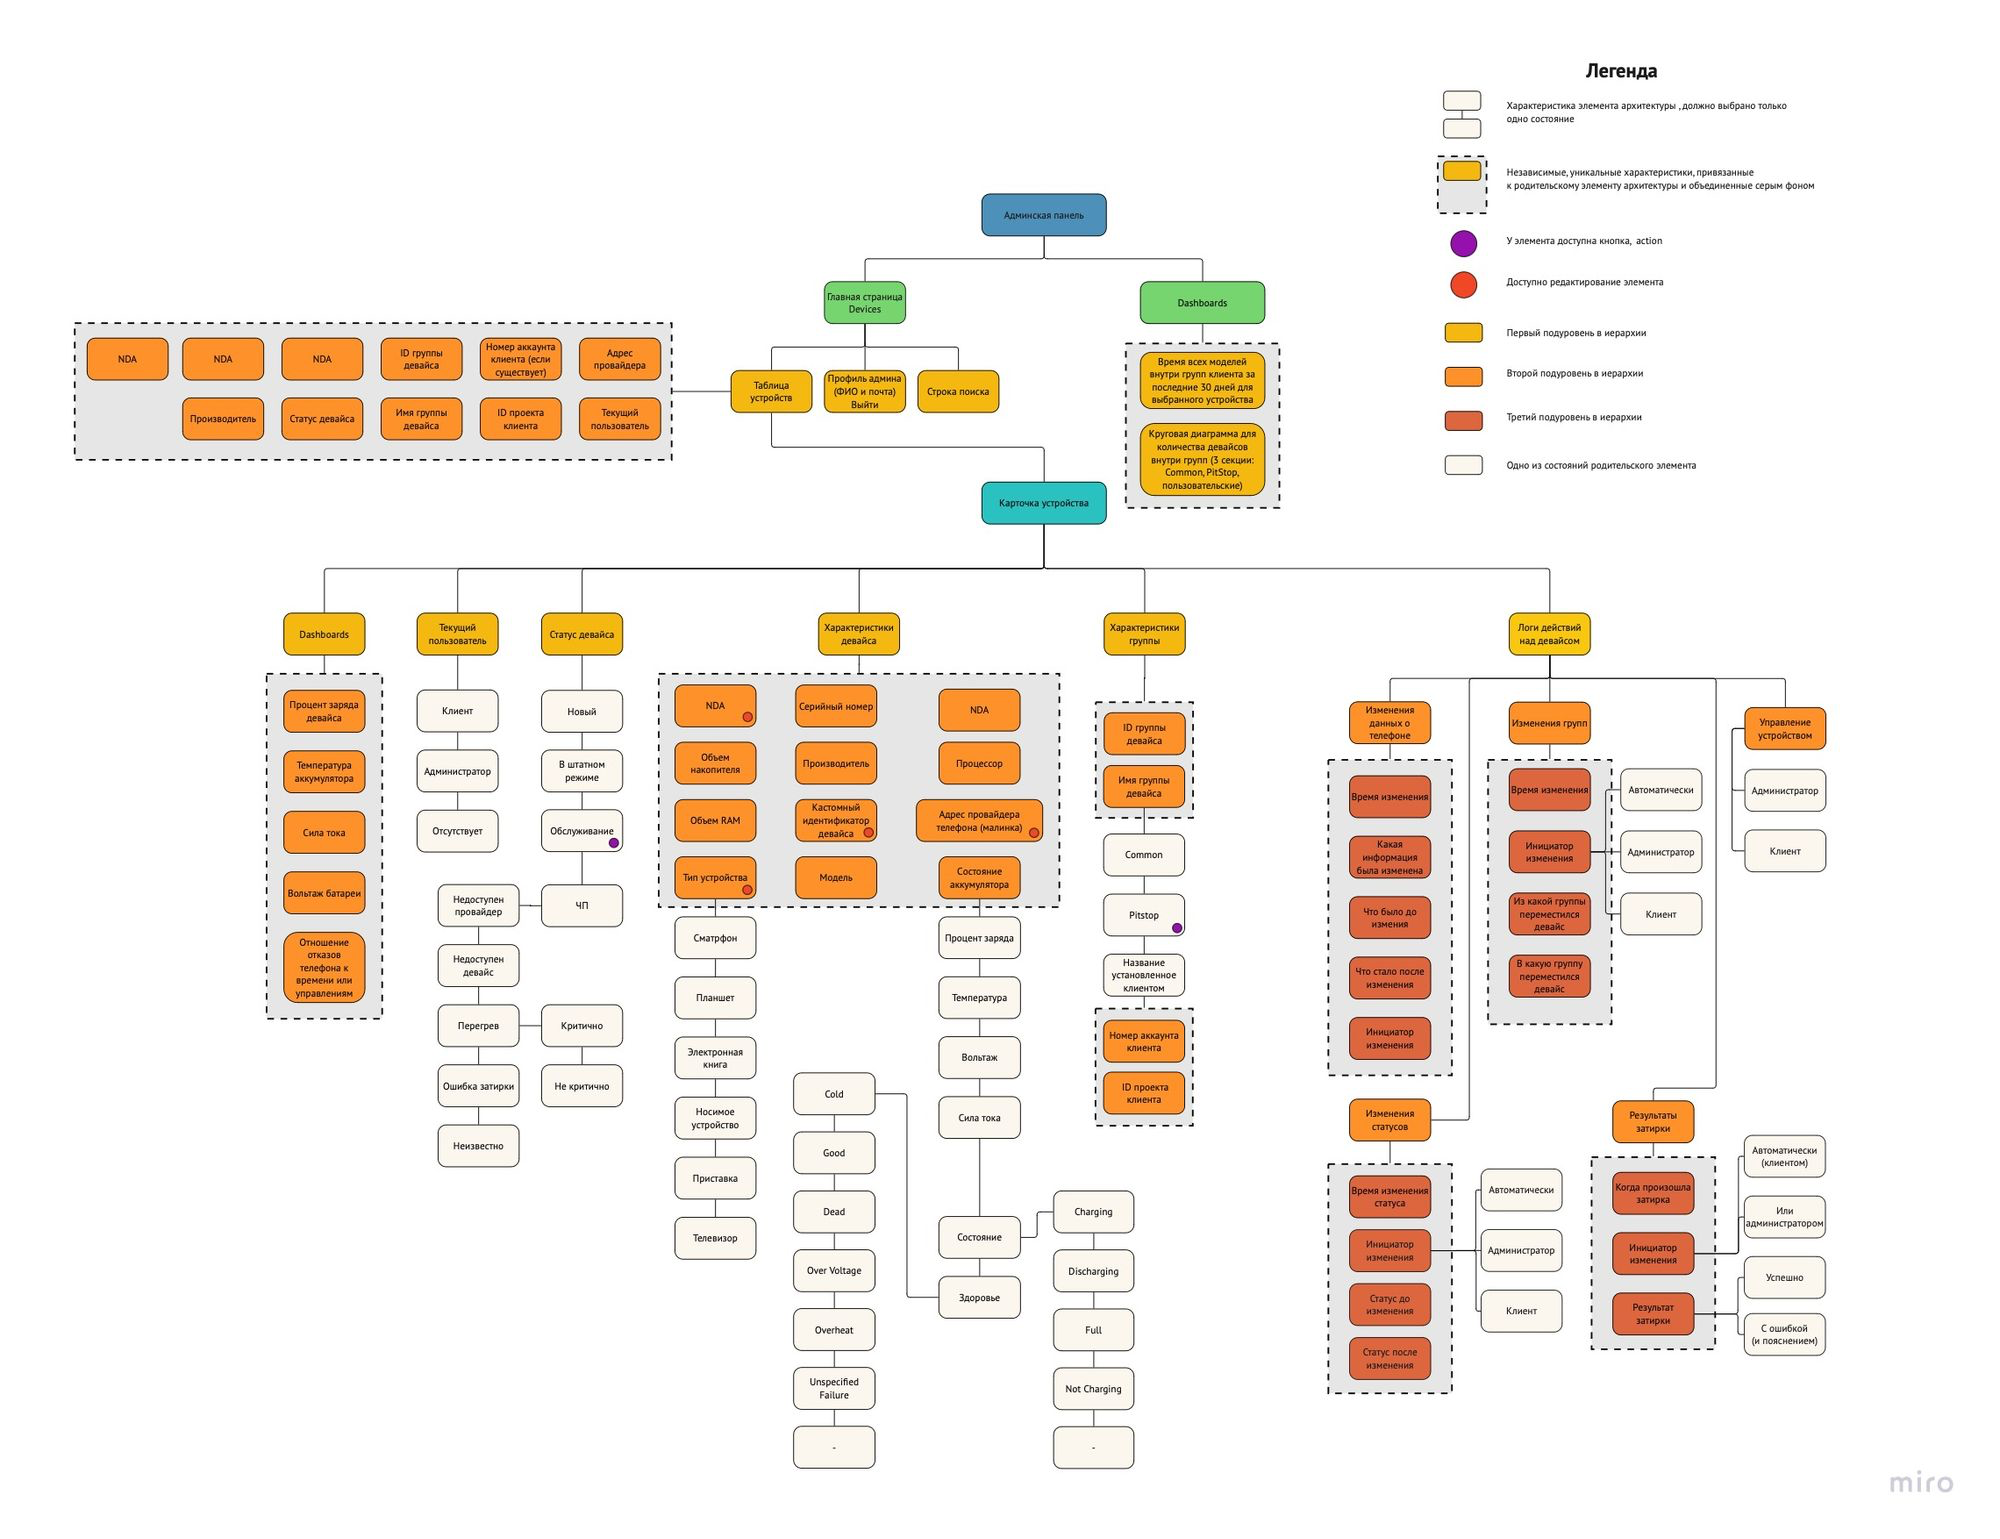 Легенда
Характеристика элемента архитектуры , должно выбрано только
одно состояние
Независимые, уникальные характеристики, привязанные
к родительскому элементу архитектуры и объединенные серым фоном
У элемента доступна кнопка, action
Доступно редактирование элемента
Первый подуровень в иерархии
Второй подуровень в иерархии
Третий подуровень в иерархии
Одно из состояний родительского элемента
Админская панель
Главная страница
Devices
Dashboards
NDA
NDA
NDA
ID группы
девайса
Номер аккаунта
клиента (если
существует)
Адрес
провайдера
Производитель
Статус девайса
Имя группы
девайса
ID проекта
клиента
Текущий
пользователь
Таблица
устройств
Профиль админа
(ФИО и почта)
Выйти
Строка поиска
Время всех моделей
внутри групп клиента за
последние 30 дней для
выбранного устройства
Круговая диаграмма для
количества девайсов
внутри групп (3 секции:
Common, PitStop,
пользовательские)
Карточка устройства
Dashboards
Процент заряда
девайса
Температура
аккумулятора
Сила тока
Вольтаж батареи
Отношение
отказов
телефона к
времени или
управлениям
Текущий
пользователь
Клиент
Администратор
Отсутствует
Статус девайса
Новый
В штатном
режиме
Обслуживание
ЧП
Недоступен
провайдер
Недоступен
девайс
Перегрев
Критично
Не критично
Ошибка затирки
Неизвестно
Характеристики
девайса
NDA
Серийный номер
NDA
Объем
накопителя
Производитель
Процессор
Объем RAM
Кастомный
идентификатор
девайса
Адрес провайдера
телефона (малинка)
Тип устройства
Модель
Состояние
аккумулятора
Сматрфон
Планшет
Электронная
книга
Носимое
устройство
Приставка
Телевизор
Процент заряда
Температура
Вольтаж
Сила тока
Состояние
Здоровье
Cold
Good
Dead
Over Voltage
Overheat
Unspecified
Failure
-
Charging
Discharging
Full
Not Charging
-
Характеристики
группы
ID группы
девайса
Имя группы
девайса
Common
Pitstop
Название
установленное
клиентом
Номер аккаунта
клиента
ID проекта
клиента
Логи действий
над девайсом
Изменения
данных о
телефоне
Время изменения
Какая
информация
была изменена
Что было до
измения
Что стало после
изменения
Инициатор
изменения
Изменения групп
Время изменения
Инициатор
изменения
Из какой группы
переместился
девайс
В какую группу
переместился
девайс
Автоматически
Администратор
Клиент
Управление
устройством
Администратор
Клиент
Изменения
статусов
Время изменения
статуса
Инициатор
изменения
Статус до
изменения
Статус после
изменения
Автоматически
Администратор
Клиент
Результаты
затирки
Когда произошла
затирка
Инициатор
изменения
Результат
затирки
Автоматически
(клиентом)
Или
администратором
Успешно
С ошибкой
(и пояснением)
miro